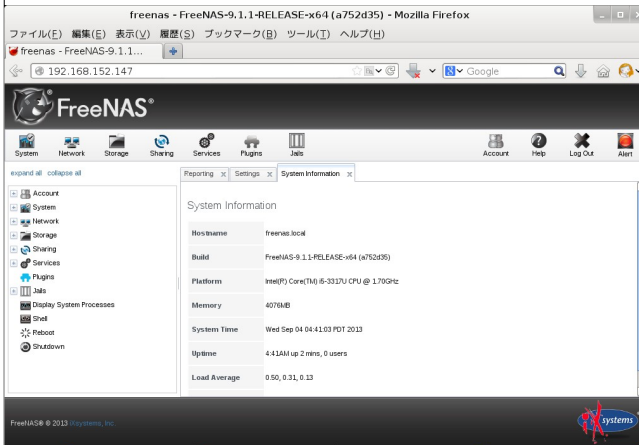 freenas - FreeNAS-9.1.1-RELEASE-x64 (a752d35) - Mozilla Firefox
ファイル(F) 編集(E) 表示(V) 履歴(S) ブックマーク(B) ツール(T) ヘルプ(H)
freenas - FreeNAS-9.1.1...
192.168.152.147
Google
FreeNAS®
System Network Storage Sharing Services Plugins Jails Account Help Log Out Alert
expand all collapse all
Account
System
Network
Storage
Sharing
Services
Plugins
Jails
Display System Processes
Shell
Reboot
Shutdown
Reporting x Settings x System Information x
System Information
Hostname freenas.local
Build FreeNAS-9.1.1-RELEASE-x64 (a752d35)
Platform Intel(R) Core(TM) i5-3317U CPU @ 1.70GHz
Memory 4076MB
System Time Wed Sep 04 04:41:03 PDT 2013
Uptime 4:41AM up 2 mins, 0 users
Load Average 0.50, 0.31, 0.13
FreeNAS® © 2013 iXsystems, Inc.
iXsystems